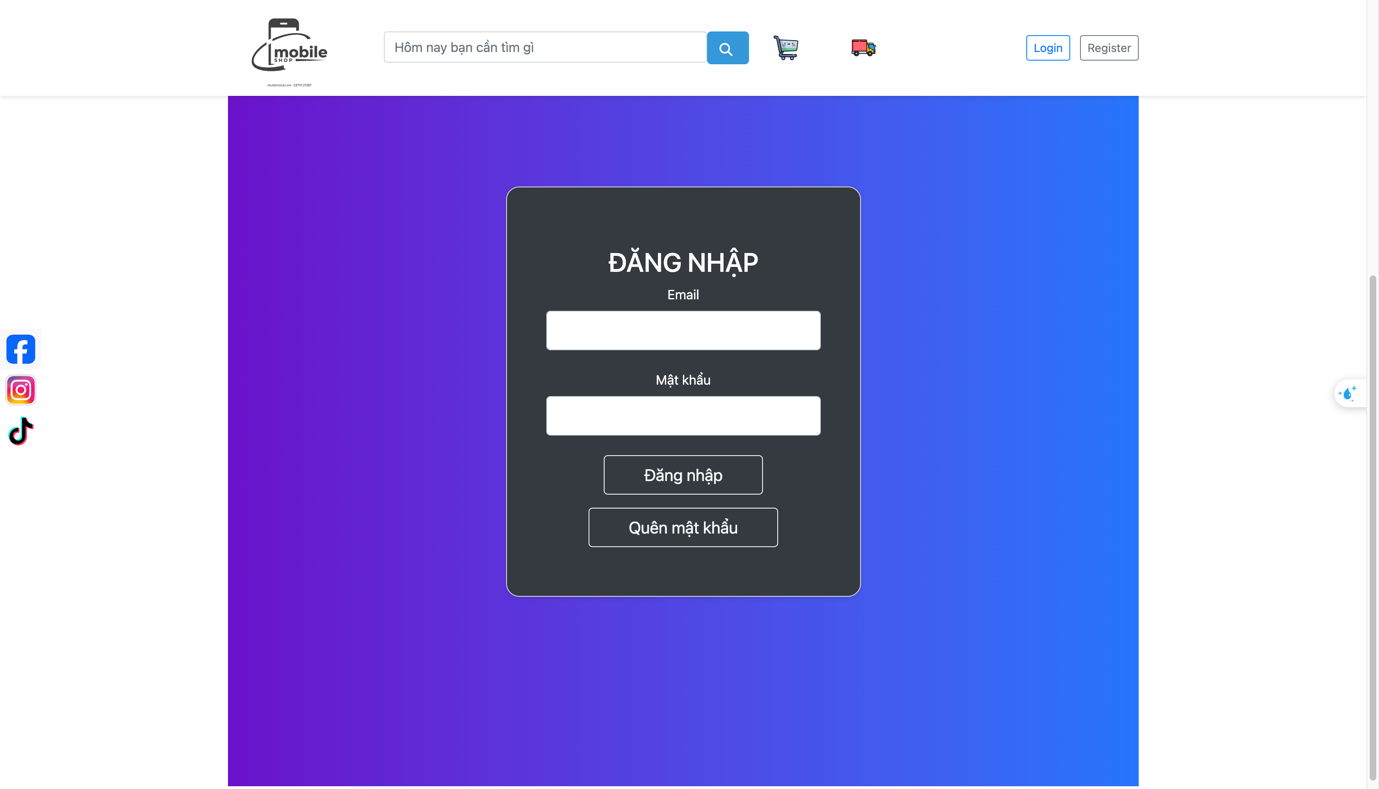 mobile
SHOP
Hôm nay bạn cần tìm gì
Login
Register
ĐĂNG NHẬP
Email
Mật khẩu
Đăng nhập
Quên mật khẩu